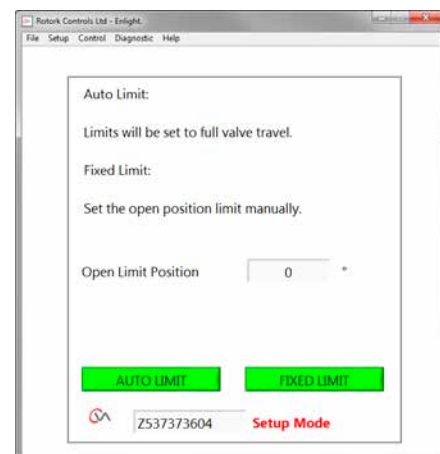 Rotork Controls Ltd - Enlight.
File Setup Control Diagnostic Help
Auto Limit:
Limits will be set to full valve travel.
Fixed Limit:
Set the open position limit manually.
Open Limit Position 0 °
AUTO LIMIT FIXED LIMIT
Z537373604 Setup Mode